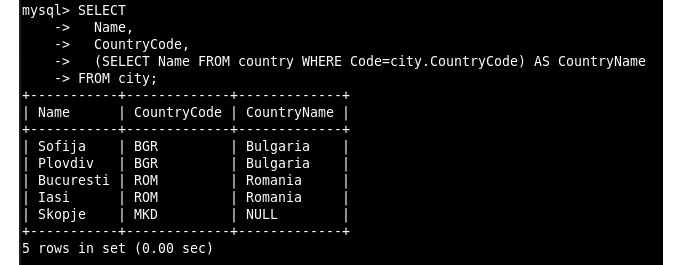 mysql> SELECT
    ->   Name,
    ->   CountryCode,
    ->   (SELECT Name FROM country WHERE Code=city.CountryCode) AS CountryName
    -> FROM city;
+-----------+-------------+-------------+
| Name      | CountryCode | CountryName |
+-----------+-------------+-------------+
| Sofija    | BGR         | Bulgaria    |
| Plovdiv   | BGR         | Bulgaria    |
| Bucuresti | ROM         | Romania     |
| Iasi      | ROM         | Romania     |
| Skopje    | MKD         | NULL        |
+-----------+-------------+-------------+
5 rows in set (0.00 sec)